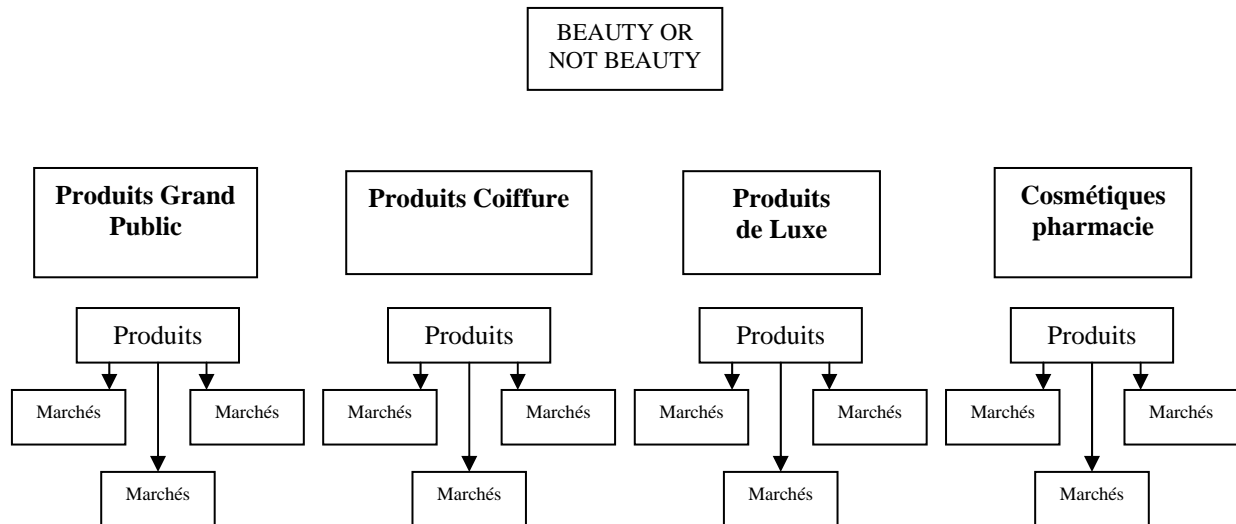 BEAUTY OR
NOT BEAUTY
Produits Grand
Public
Produits Coiffure
Produits
de Luxe
Cosmétiques
pharmacie
Produits
Produits
Produits
Produits
Marchés
Marchés
Marchés
Marchés
Marchés
Marchés
Marchés
Marchés
Marchés
Marchés
Marchés
Marchés